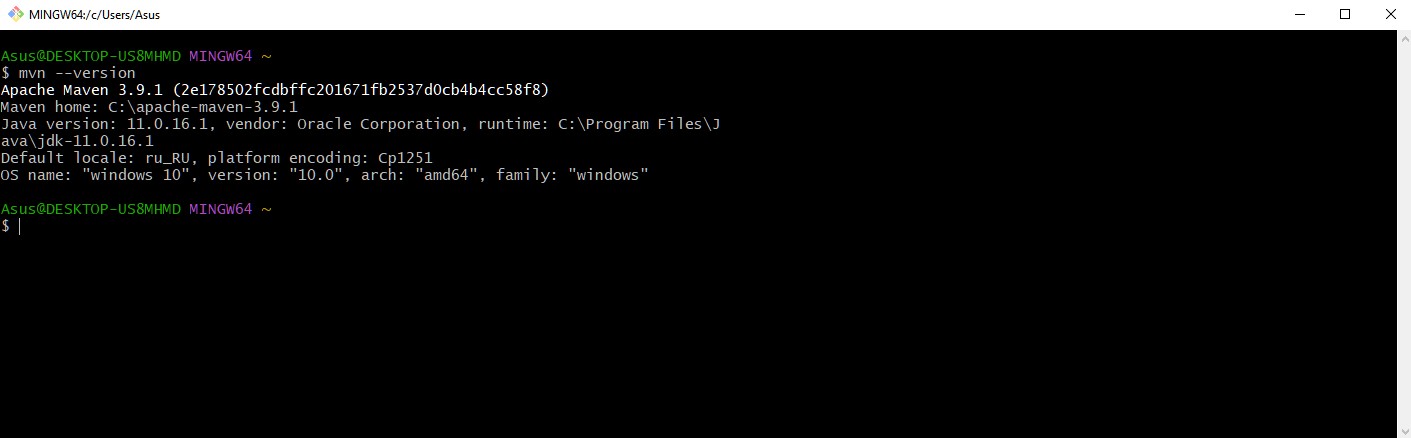 MINGW64:/c/Users/Asus
Asus@DESKTOP-US8MHMD MINGW64 ~
$ mvn --version
Apache Maven 3.9.1 (2e178502fcdbffc201671fb2537d0cb4b4cc58f8)
Maven home: C:\apache-maven-3.9.1
Java version: 11.0.16.1, vendor: Oracle Corporation, runtime: C:\Program Files\J
ava\jdk-11.0.16.1
Default locale: ru_RU, platform encoding: Cp1251
OS name: "windows 10", version: "10.0", arch: "amd64", family: "windows"
Asus@DESKTOP-US8MHMD MINGW64 ~
$